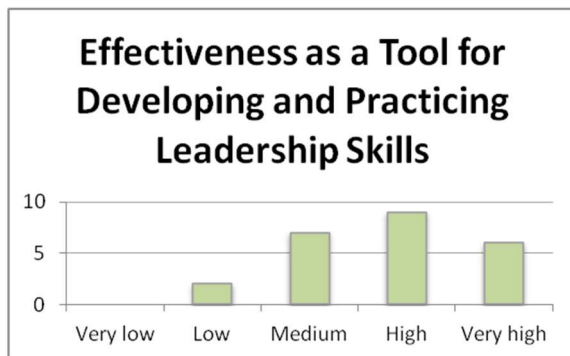 Effectiveness as a Tool for
Developing and Practicing
Leadership Skills
10
5
0
Very low Low Medium High Very high